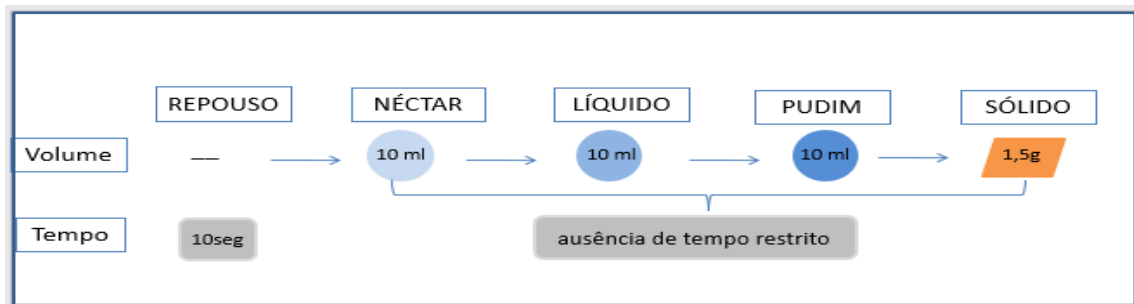 REPOUSO NÉCTAR LÍQUIDO PUDIM SÓLIDO
Volume — 10 ml 10 ml 10 ml 1,5g
Tempo 10seg ausência de tempo restrito